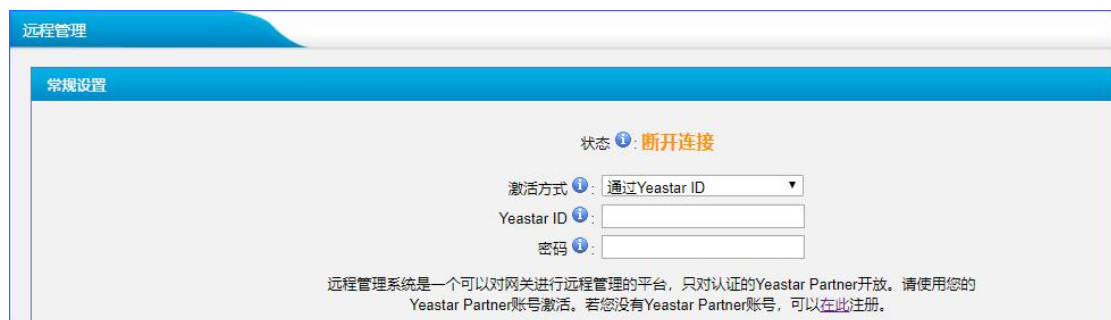 远程管理
常规设置
状态 : 断开连接
激活方式 : 通过Yeastar ID
Yeastar ID :
密码 :
远程管理系统是一个可以对网关进行远程管理的平台，只对认证的Yeastar Partner开放。请使用您的
Yeastar Partner账号激活。若您没有Yeastar Partner账号，可以在此注册。